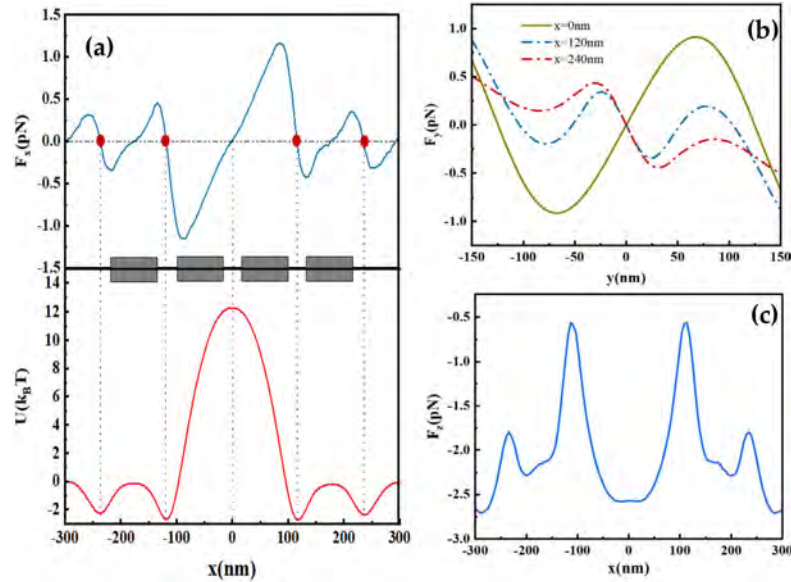 (a)
1.5
1.0
0.5
0.0
-0.5
-1.0
-1.5
Fx(pN)
14
12
10
8
6
4
2
0
-2
U(kBT)
-300 -200 -100 0 100 200 300
x(nm)
(b)
x=0nm
x=120nm
x=240nm
1.0
0.5
0.0
-0.5
-1.0
Fy(pN)
-150 -100 -50 0 50 100 150
y(nm)
(c)
-0.5
-1.0
-1.5
-2.0
-2.5
-3.0
Fz(pN)
-300 -200 -100 0 100 200 300
x(nm)